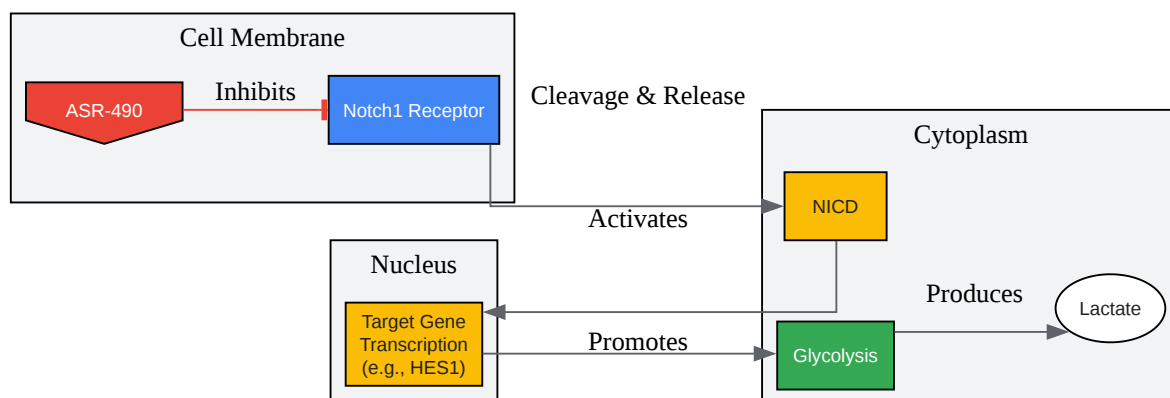 Cell Membrane
ASR-490
Inhibits
Notch1 Receptor
Cleavage & Release
Activates
Cytoplasm
NICD
Nucleus
Target Gene
Transcription
(e.g., HES1)
Promotes
Glycolysis
Produces
Lactate